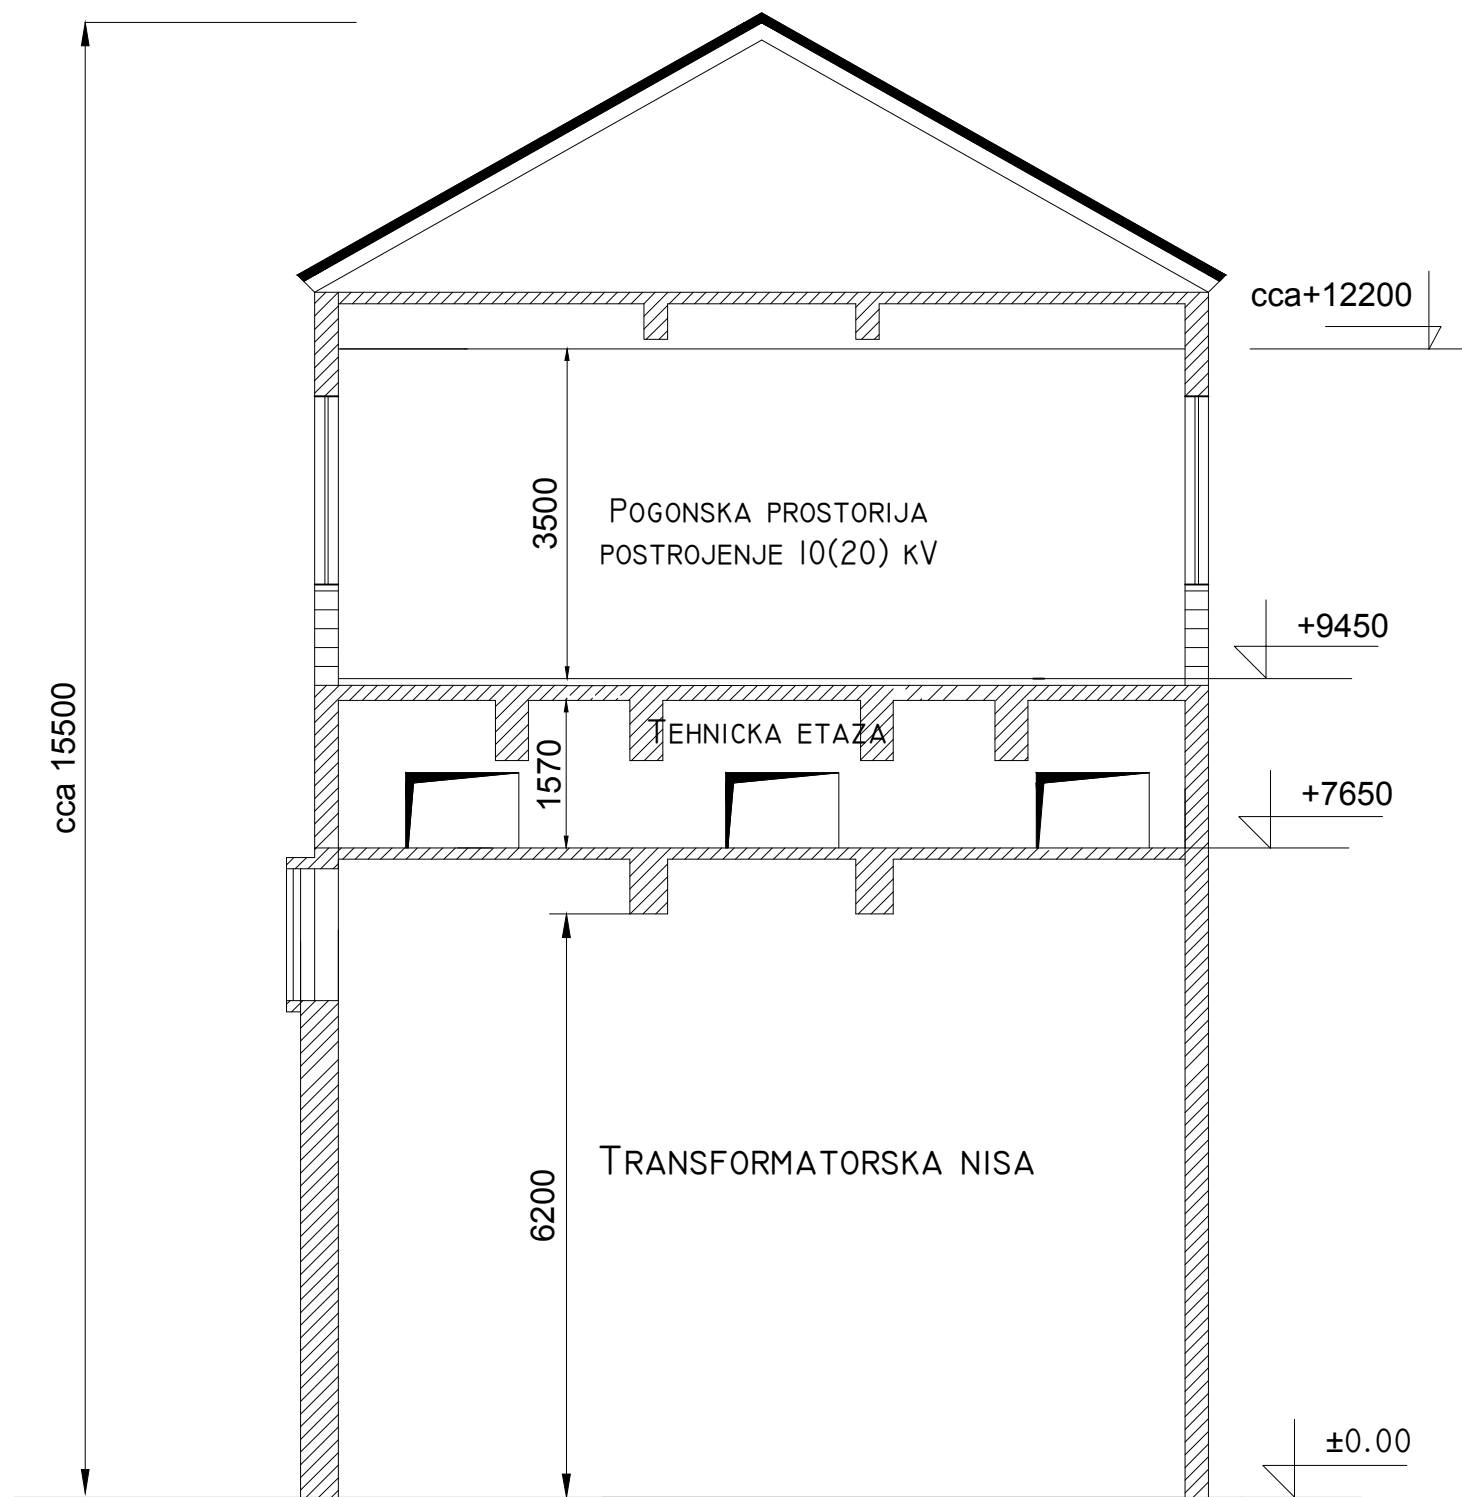 cca+12200
3500
POGONSKA PROSTORIJA
POSTROJENJE 10(20) KV
+9450
cca 15500
TEHNICKA ETAZA
1570
+7650
TRANSFORMATORSKA NISA
6200
±0.00